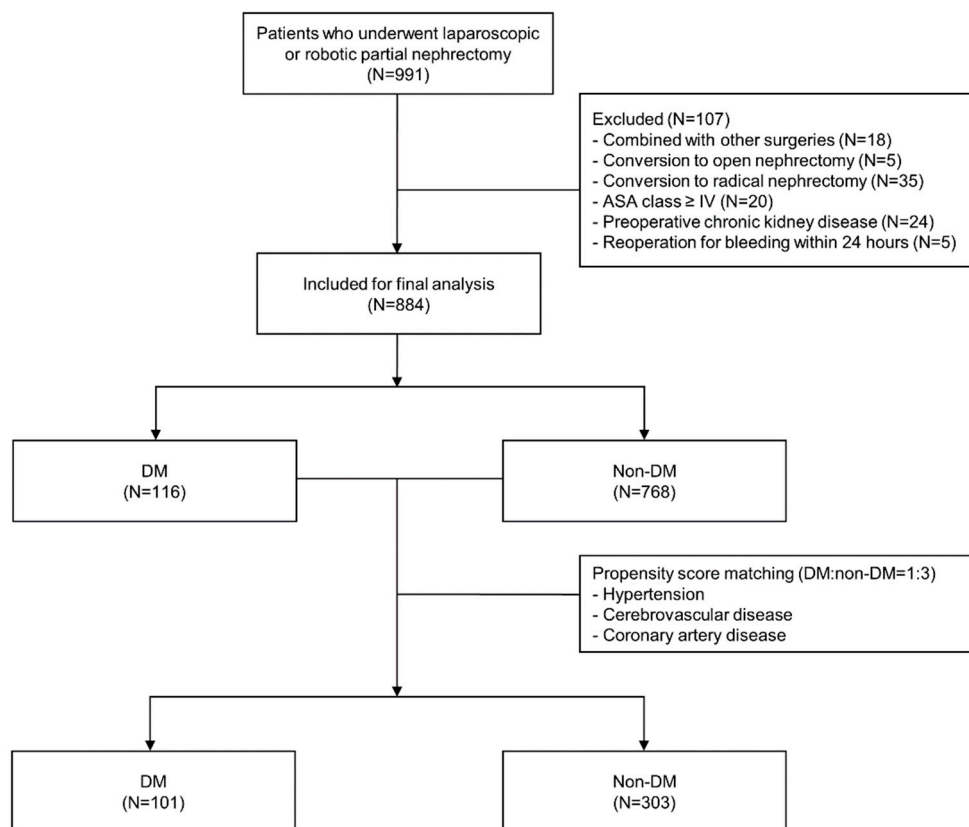 Patients who underwent laparoscopic
or robotic partial nephrectomy
(N=991)
Excluded (N=107)
- Combined with other surgeries (N=18)
- Conversion to open nephrectomy (N=5)
- Conversion to radical nephrectomy (N=35)
- ASA class ≥ IV (N=20)
- Preoperative chronic kidney disease (N=24)
- Reoperation for bleeding within 24 hours (N=5)
Included for final analysis
(N=884)
DM
(N=116)
Non-DM
(N=768)
Propensity score matching (DM:non-DM=1:3)
- Hypertension
- Cerebrovascular disease
- Coronary artery disease
DM
(N=101)
Non-DM
(N=303)